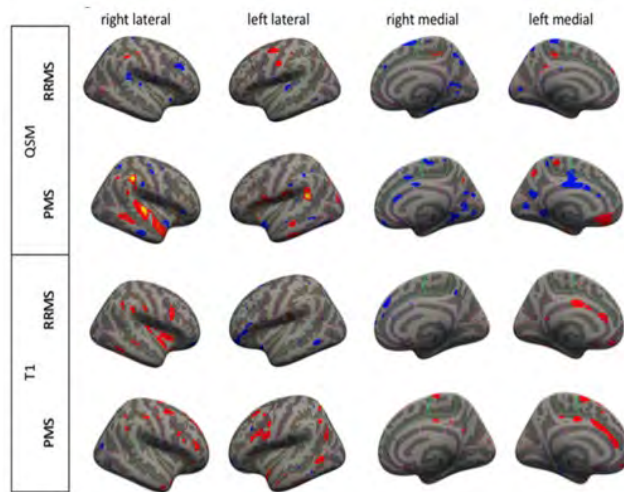 right lateral left lateral right medial left medial
QSM
RRMS
PMS
T1
RRMS
PMS